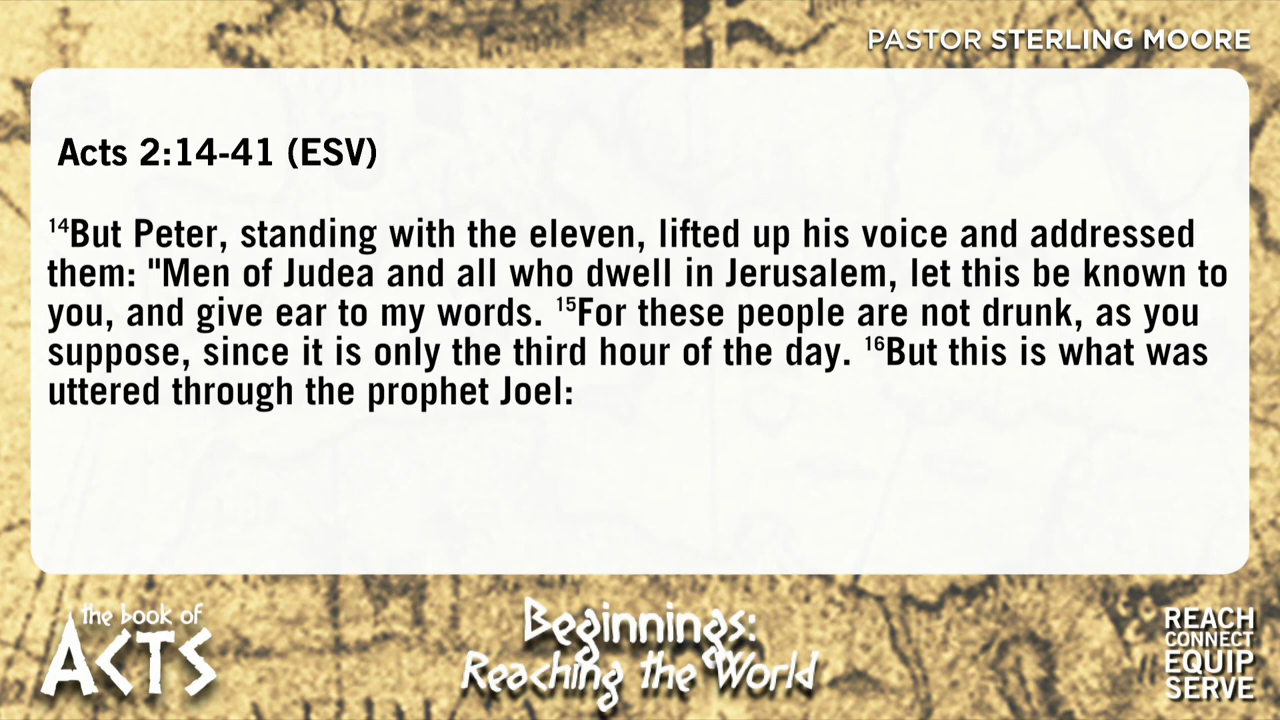 PASTOR STERLING MOORE
Acts 2:14-41 (ESV)
¹⁴But Peter, standing with the eleven, lifted up his voice and addressed
them: "Men of Judea and all who dwell in Jerusalem, let this be known to
you, and give ear to my words. ¹⁵For these people are not drunk, as you
suppose, since it is only the third hour of the day. ¹⁶But this is what was
uttered through the prophet Joel:
the book of
ACTS
Beginnings:
Reaching the World
REACH
CONNECT
EQUIP
SERVE